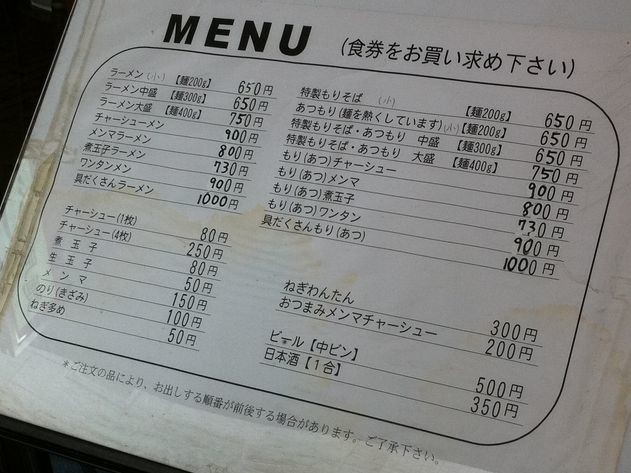 MENU (食券をお買い求め下さい)
ラーメン (小) 【麺200g】 650円
ラーメン中盛 【麺300g】 650円
ラーメン大盛 【麺400g】 750円
チャーシューメン 900円
メンマラーメン 800円
煮玉子ラーメン 730円
ワンタンメン 900円
具だくさんラーメン 1000円
チャーシュー(1枚) 80円
チャーシュー(4枚) 250円
煮玉子 80円
生玉子 50円
メンマ 150円
のり(きざみ) 100円
ねぎ多め 50円
特製もりそば (小) 【麺200g】 650円
あつもり(麺を熱くしています)(小)【麺200g】 650円
特製もりそば・あつもり 中盛 【麺300g】 650円
特製もりそば・あつもり 大盛 【麺400g】 750円
もり(あつ)チャーシュー 900円
もり(あつ)メンマ 800円
もり(あつ)煮玉子 730円
もり(あつ)ワンタン 900円
具だくさんもり(あつ) 1000円
ねぎわんたん 300円
おつまみメンマチャーシュー 200円
ビール【中ビン】 500円
日本酒【1合】 350円
*ご注文の品により、お出しする順番が前後する場合があります。ご了承下さい。